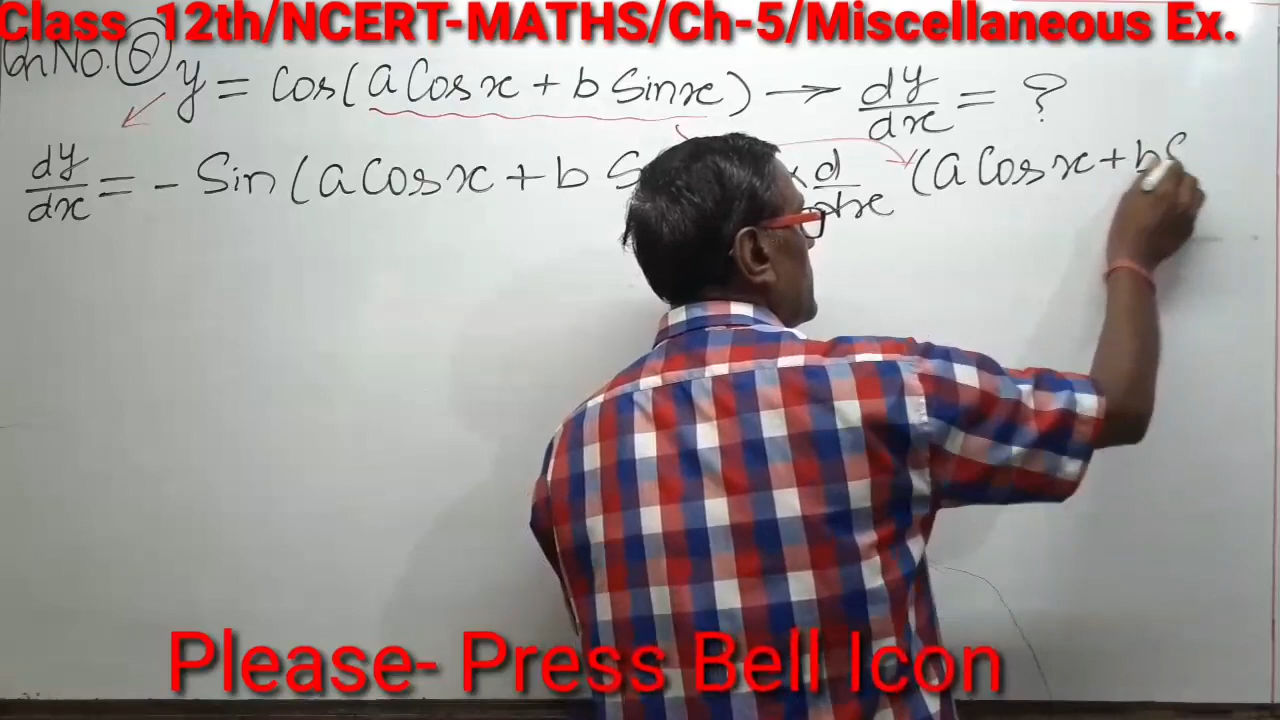 Class 12th/NCERT-MATHS/Ch-5/Miscellaneous Ex.
No. 8 y = Cos(a Cos x + b Sin x) → dy/dx = ?
dy/dx = - Sin (a Cos x + b S × d/dx (a Cos x + b S
Please- Press Bell Icon